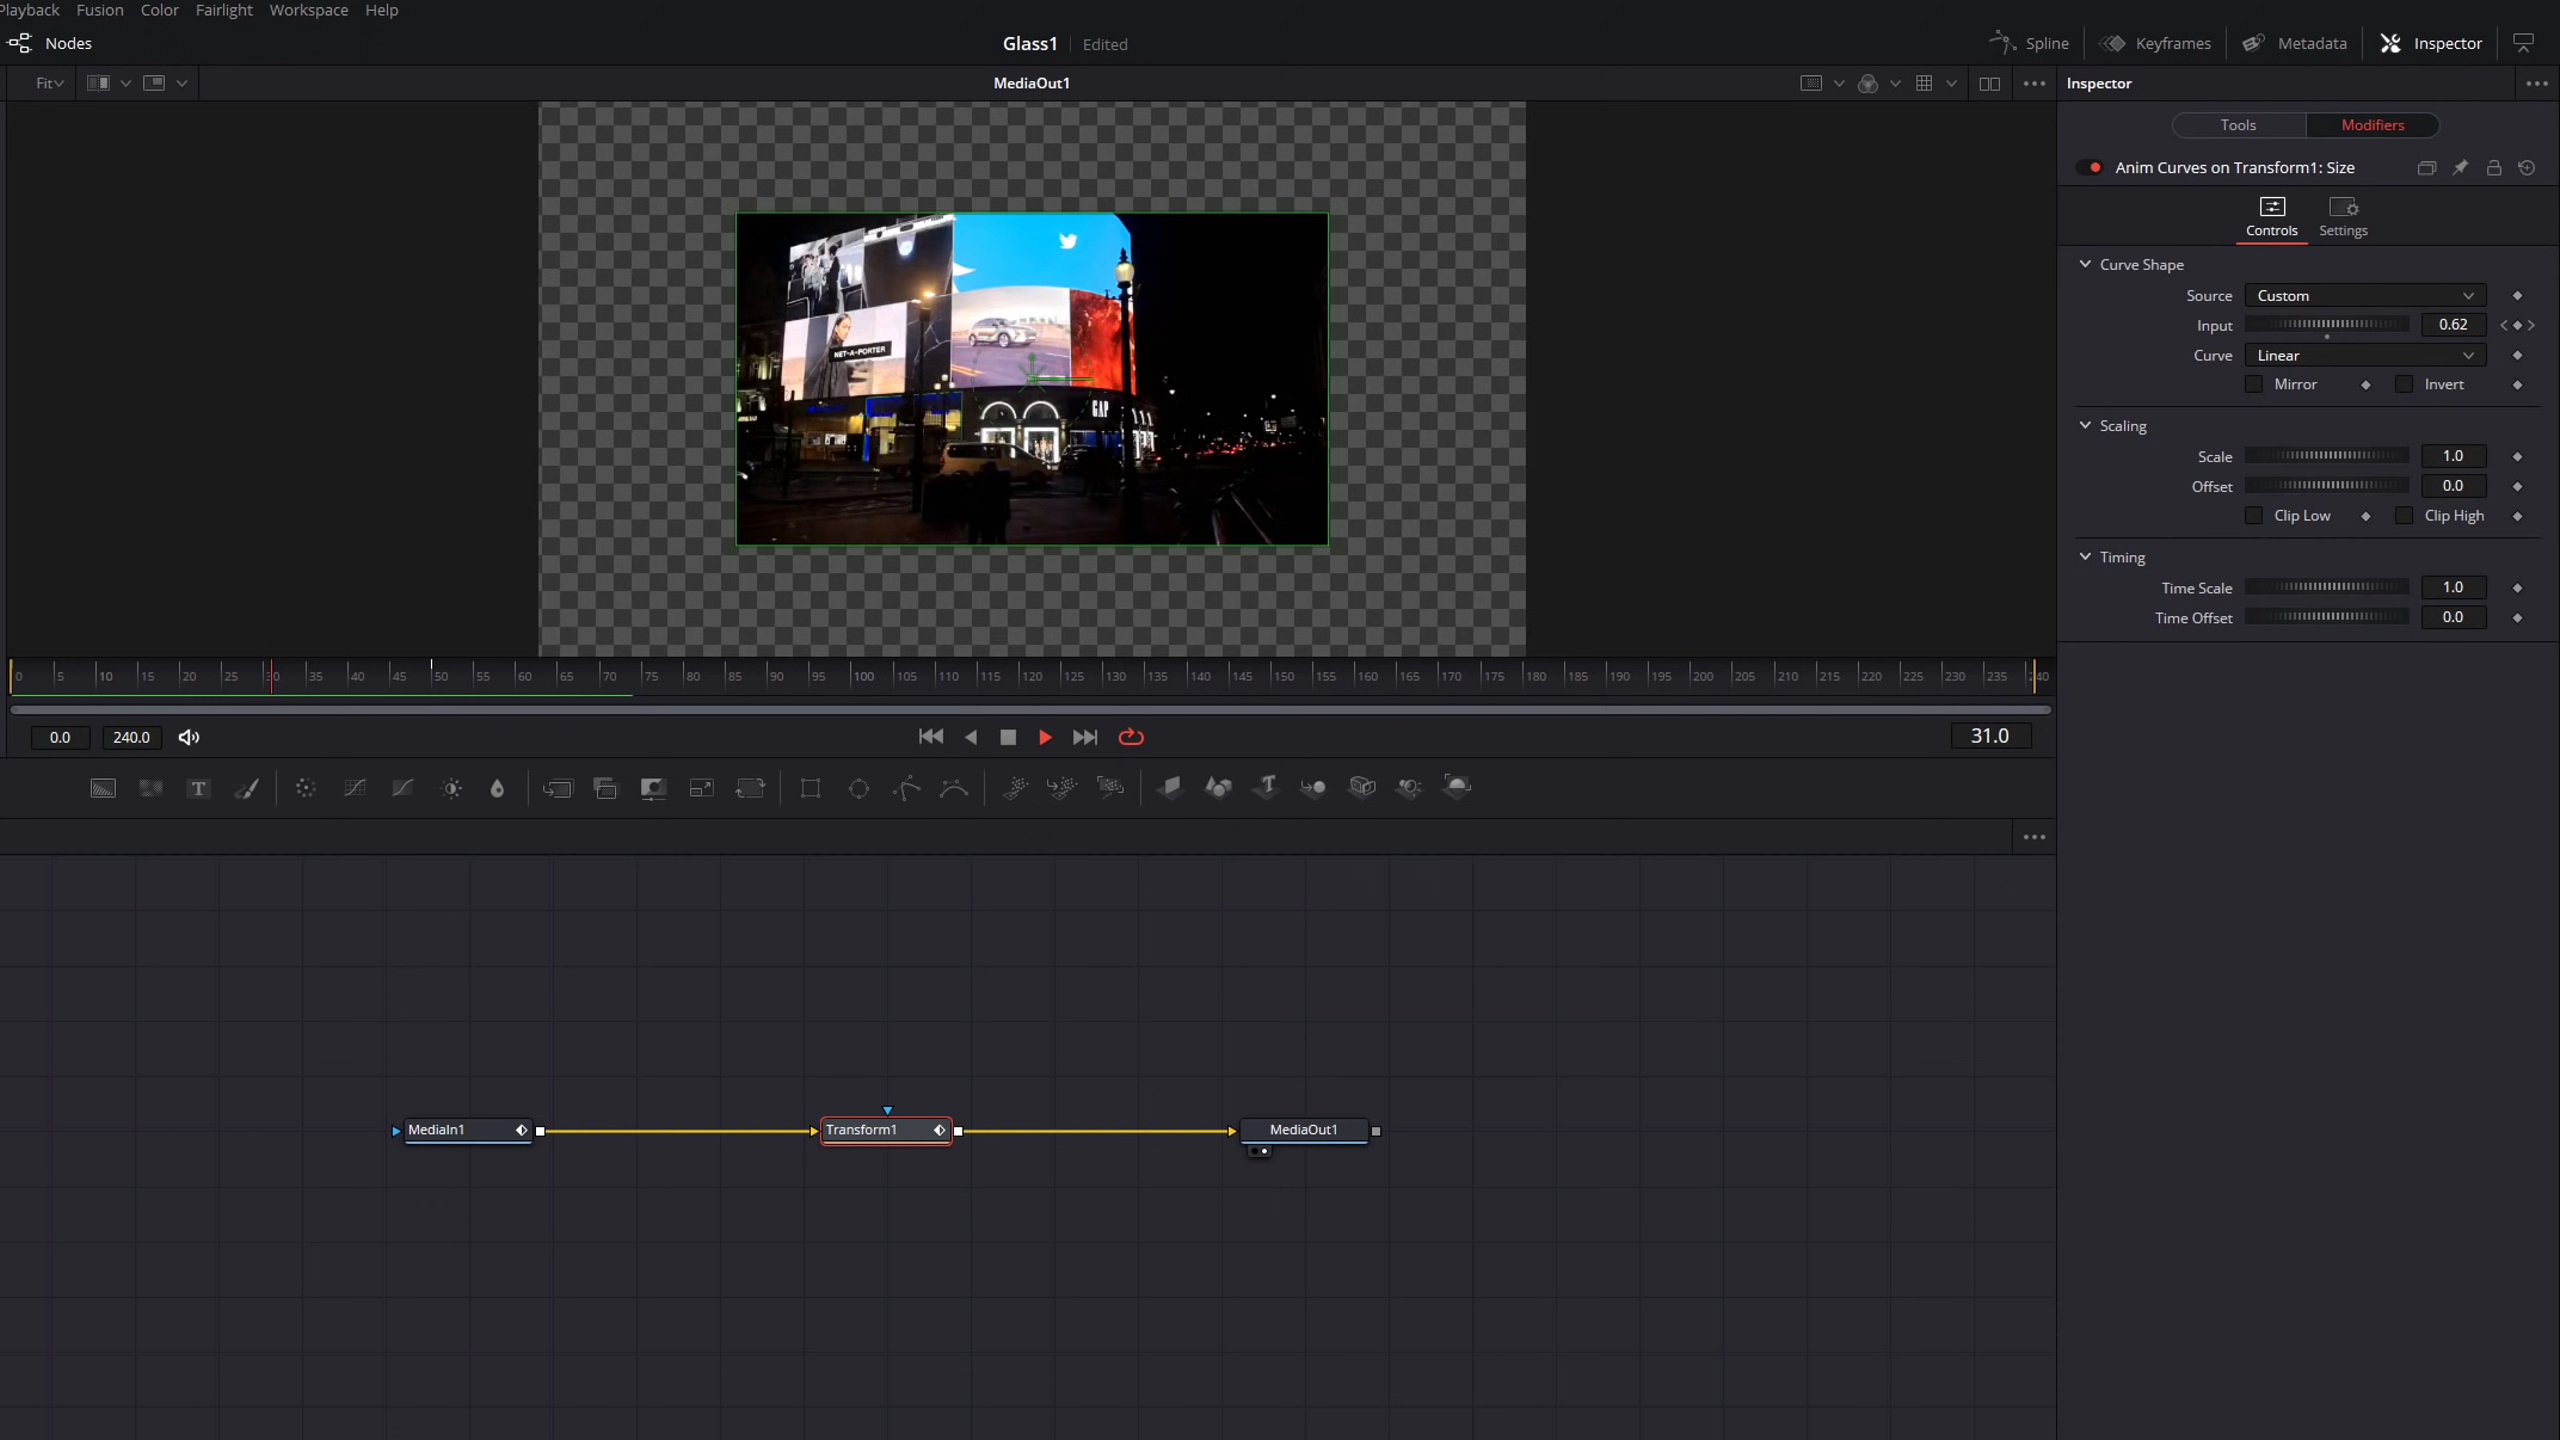 Playback Fusion Color Fairlight Workspace Help
Nodes
Glass1 Edited
Spline Keyframes Metadata Inspector
Fit
MediaOut1
Inspector
Tools Modifiers
Anim Curves on Transform1: Size
Controls Settings
Curve Shape
Source Custom
Input 0.62
Curve Linear
Mirror Invert
Scaling
Scale 1.0
Offset 0.0
Clip Low Clip High
Timing
Time Scale 1.0
Time Offset 0.0
NET-A-PORTER
GAP
0 5 10 15 20 25 30 35 40 45 50 55 60 65 70 75 80 85 90 95 100 105 110 115 120 125 130 135 140 145 150 155 160 165 170 175 180 185 190 195 200 205 210 215 220 225 230 235 240
0.0 240.0 31.0
T
MediaIn1 Transform1 MediaOut1